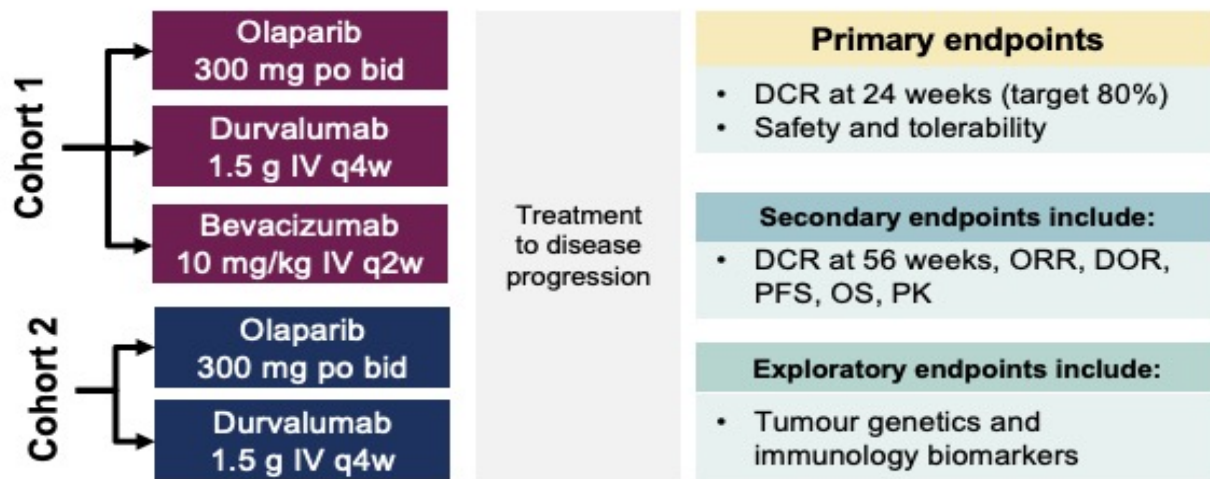 Cohort 1
Olaparib
300 mg po bid
Durvalumab
1.5 g IV q4w
Bevacizumab
10 mg/kg IV q2w
Cohort 2
Olaparib
300 mg po bid
Durvalumab
1.5 g IV q4w
Treatment
to disease
progression
Primary endpoints
• DCR at 24 weeks (target 80%)
• Safety and tolerability
Secondary endpoints include:
• DCR at 56 weeks, ORR, DOR,
PFS, OS, PK
Exploratory endpoints include:
• Tumour genetics and
immunology biomarkers